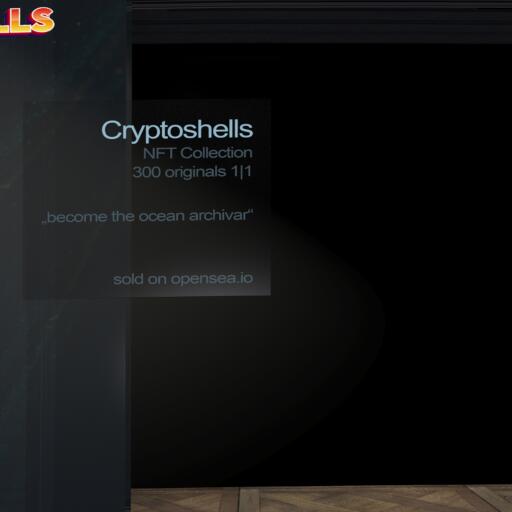 LLS
Cryptoshells
NFT Collection
300 originals 1|1
„become the ocean archivar“
sold on opensea.io